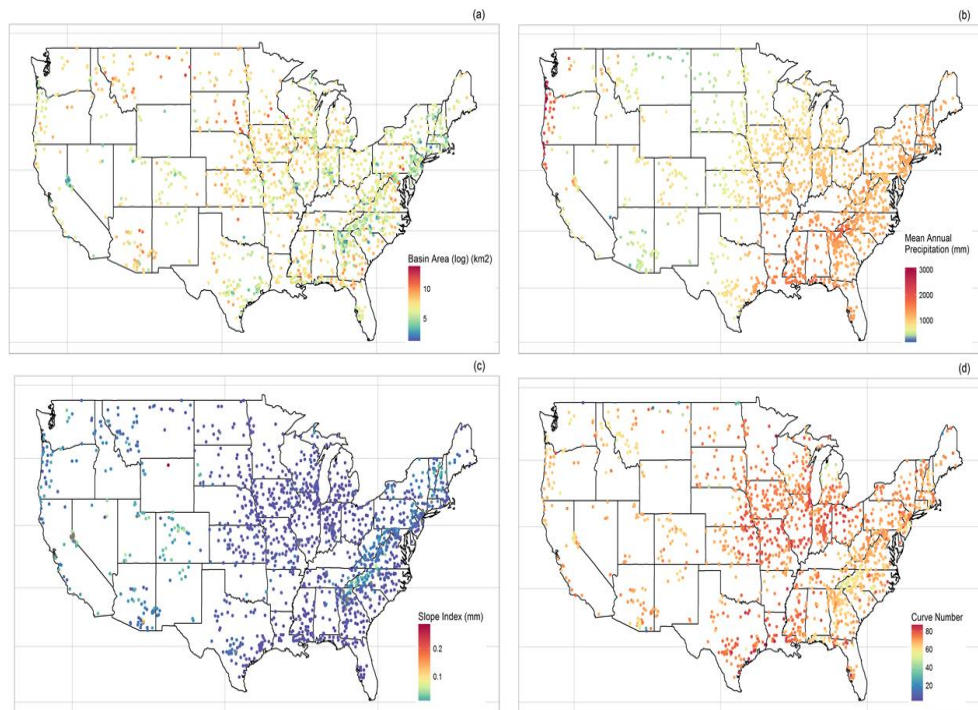 (a)
Basin Area (log) (km2)
10
5
(b)
Mean Annual
Precipitation (mm)
3000
2000
1000
(c)
Slope Index (mm)
0.2
0.1
(d)
Curve Number
80
60
40
20